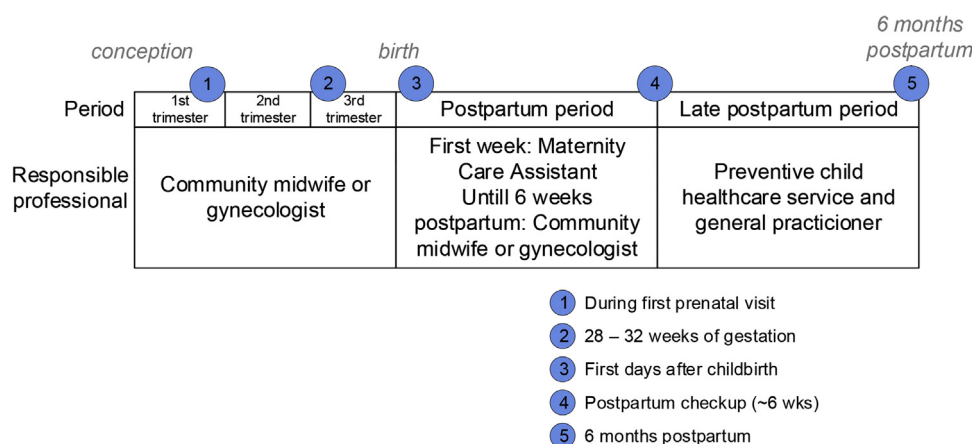 conception
birth
6 months
postpartum
1
2
3
4
5
Period
1st
trimester
2nd
trimester
3rd
trimester
Postpartum period
Late postpartum period
Responsible
professional
Community midwife or
gynecologist
First week: Maternity
Care Assistant
Untill 6 weeks
postpartum: Community
midwife or gynecologist
Preventive child
healthcare service and
general practicioner
1 During first prenatal visit
2 28 – 32 weeks of gestation
3 First days after childbirth
4 Postpartum checkup (~6 wks)
5 6 months postpartum